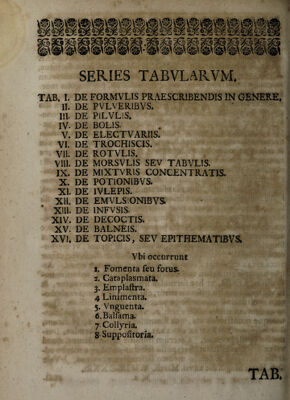 SERIES TABVLARVM.
TAB. I. DE FORMVLIS PRAESCRIBENDIS IN GENERE.
II. DE PVLVERIBVS.
III. DE PILVLIS.
IV. DE BOLIS.
V. DE ELECTVARIIS.
VI. DE TROCHISCIS.
VII. DE ROTVLIS.
VIII. DE MORSVLIS SEV TABVLIS.
IX. DE MIXTVRIS CONCENTRATIS.
X. DE POTIONIBVS.
XI. DE IVLEPIS.
XII. DE EMVLSIONIBVS.
XIII. DE INFVSIS.
XIV. DE DECOCTIS.
XV. DE BALNEIS.
XVI. DE TOPICIS, SEV EPITHEMATIBVS.
Vbi occurrunt
1. Fomenta seu fotus.
2. Cataplasmata.
3. Emplastra.
4 Linimenta.
5. Vnguenta.
6. Balsama.
7 Collyria.
8 Suppositoria.
TAB.